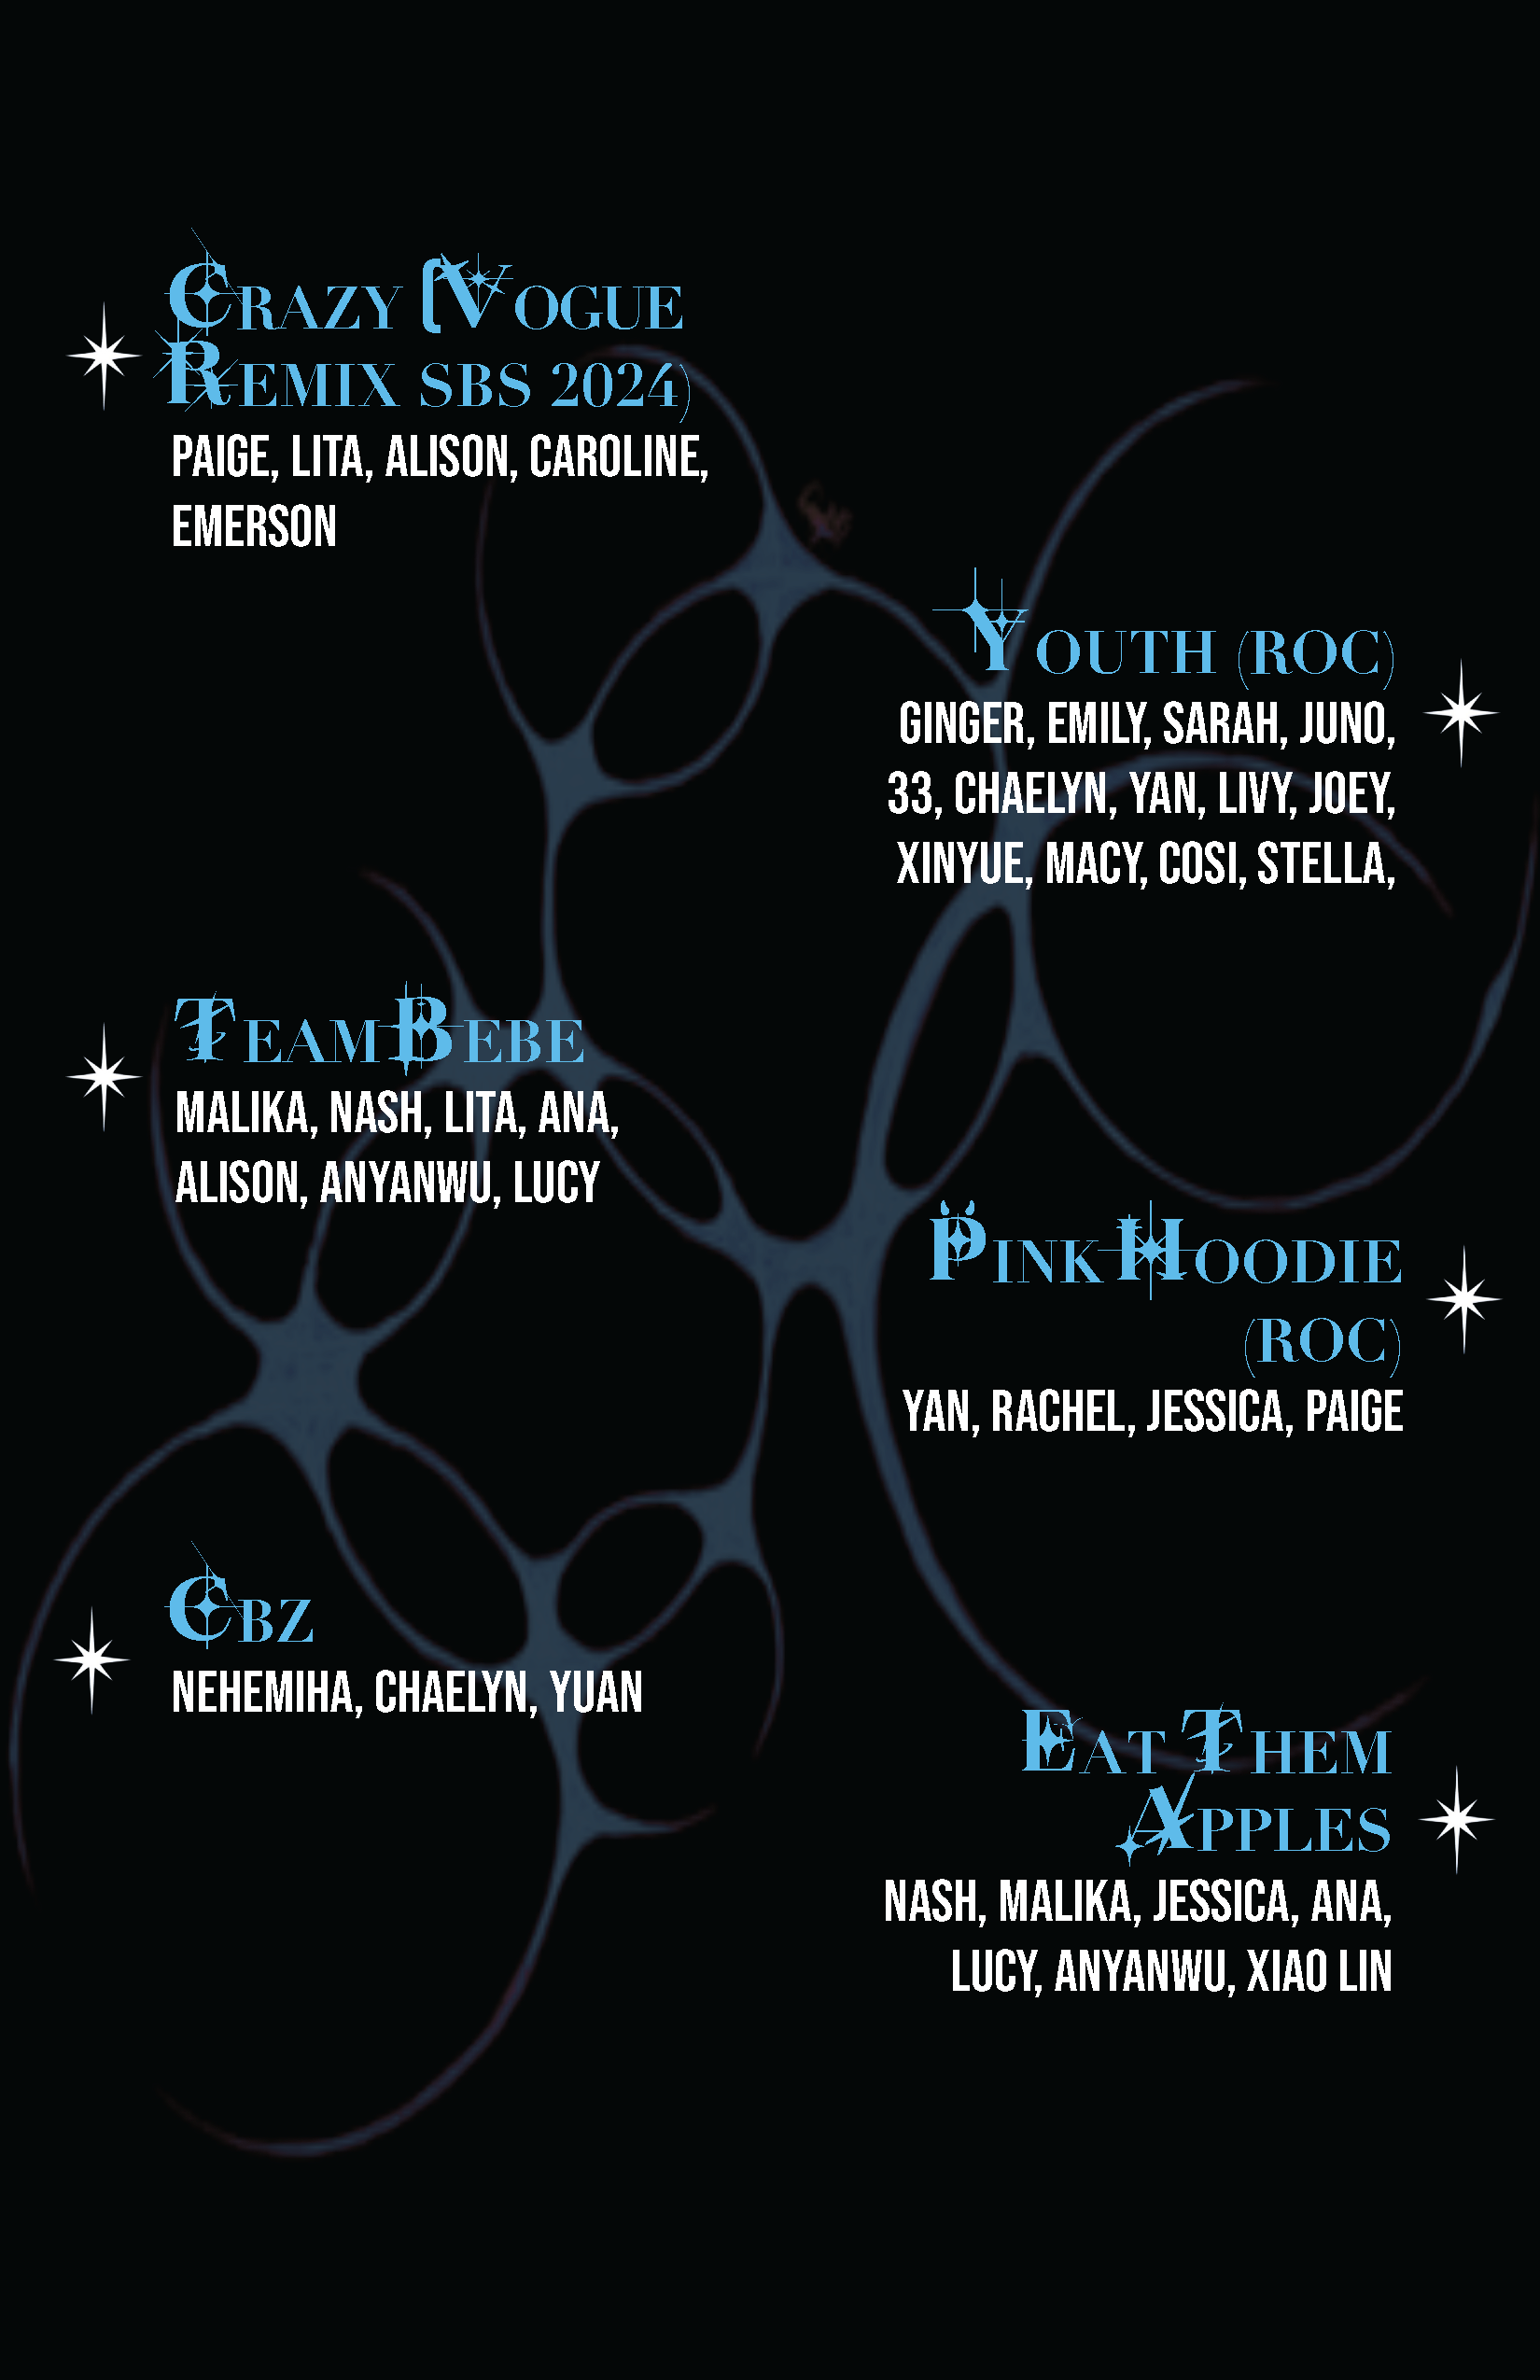 Crazy (Vogue
Remix SBS 2024)
PAIGE, LITA, ALISON, CAROLINE,
EMERSON
Youth (ROC)
GINGER, EMILY, SARAH, JUNO,
33, CHAELYN, YAN, LIVY, JOEY,
XINYUE, MACY, COSI, STELLA,
Team Bebe
MALIKA, NASH, LITA, ANA,
ALISON, ANYANWU, LUCY
Pink Hoodie
(ROC)
YAN, RACHEL, JESSICA, PAIGE
Cbz
NEHEMIHA, CHAELYN, YUAN
Eat Them
Apples
NASH, MALIKA, JESSICA, ANA,
LUCY, ANYANWU, XIAO LIN